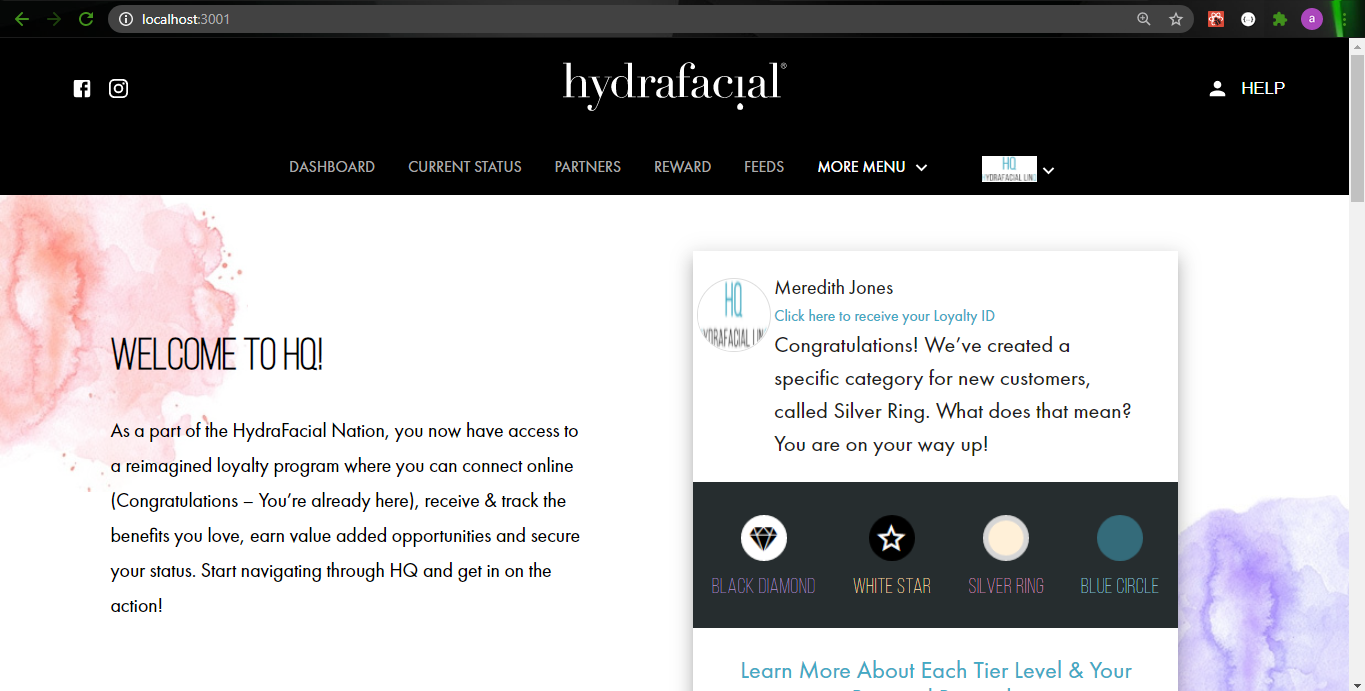 localhost:3001
a
hydrafacial®
HELP
DASHBOARD CURRENT STATUS PARTNERS REWARD FEEDS MORE MENU
HQ
YDRAFACIAL LIN
WELCOME TO HQ!
As a part of the HydraFacial Nation, you now have access to
a reimagined loyalty program where you can connect online
(Congratulations – You're already here), receive & track the
benefits you love, earn value added opportunities and secure
your status. Start navigating through HQ and get in on the
action!
HQ
YDRAFACIAL LIN
Meredith Jones
Click here to receive your Loyalty ID
Congratulations! We've created a
specific category for new customers,
called Silver Ring. What does that mean?
You are on your way up!
BLACK DIAMOND WHITE STAR SILVER RING BLUE CIRCLE
Learn More About Each Tier Level & Your